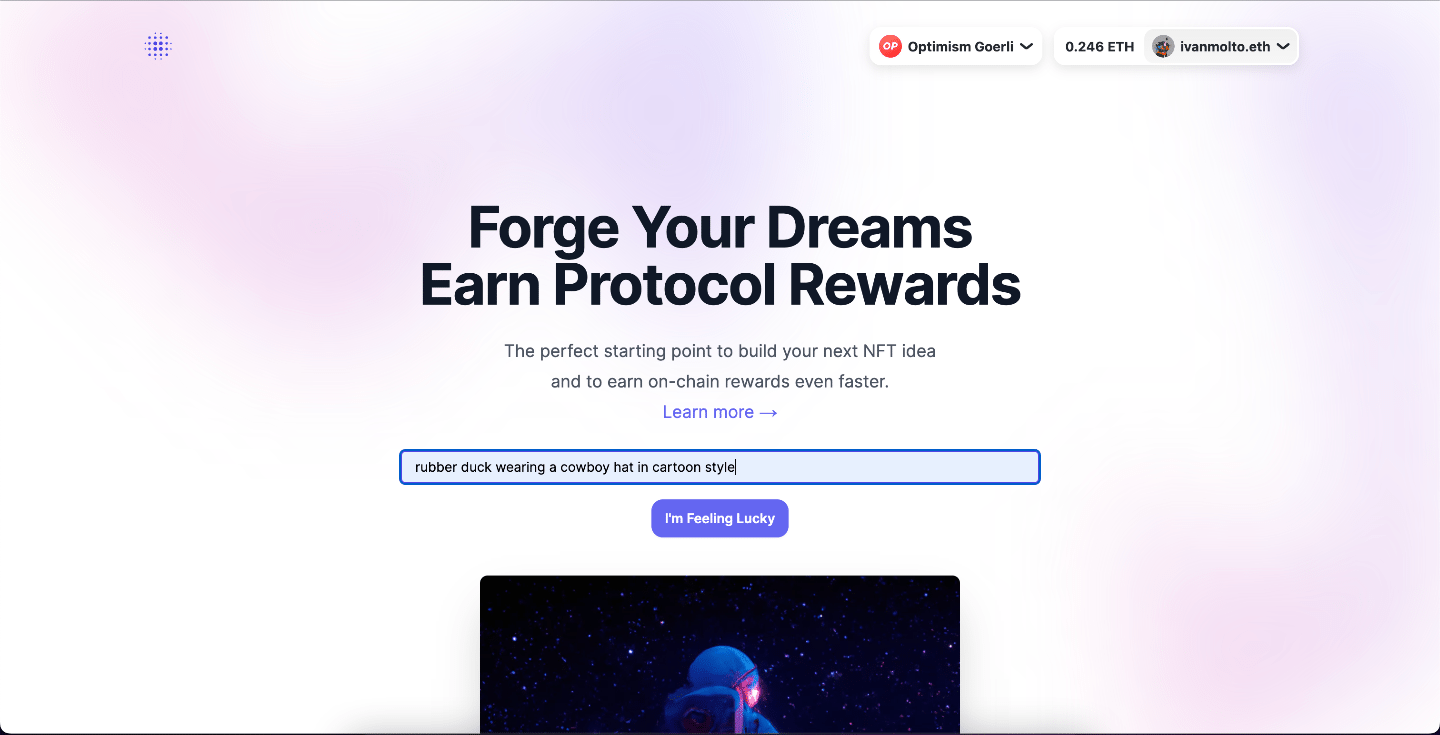 OP Optimism Goerli 0.246 ETH ivanmolto.eth
Forge Your Dreams
Earn Protocol Rewards
The perfect starting point to build your next NFT idea
and to earn on-chain rewards even faster.
Learn more →
rubber duck wearing a cowboy hat in cartoon style
I'm Feeling Lucky